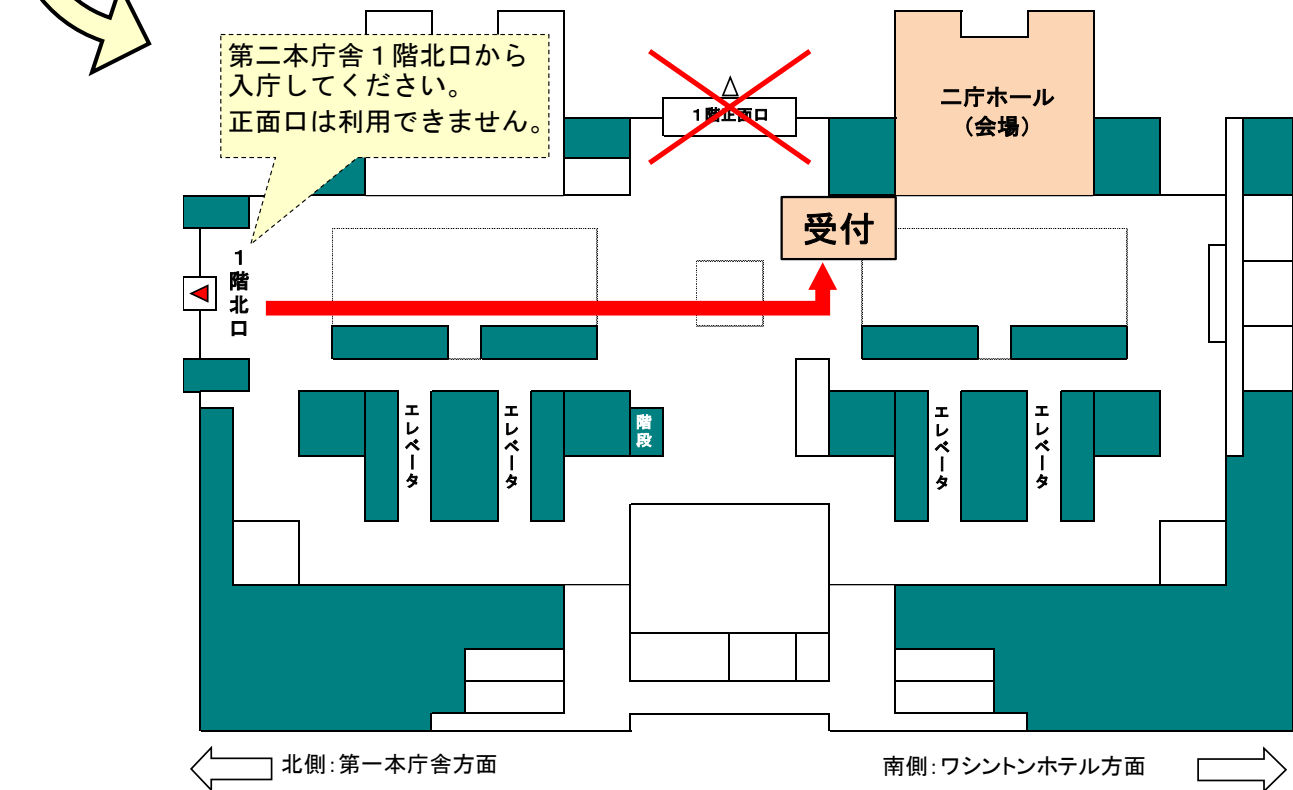 第二本庁舎１階北口から
入庁してください。
正面口は利用できません。
１階正面口
二庁ホール
（会場）
受付
１階北口
エレベータ
エレベータ
階段
エレベータ
エレベータ
北側：第一本庁舎方面
南側：ワシントンホテル方面